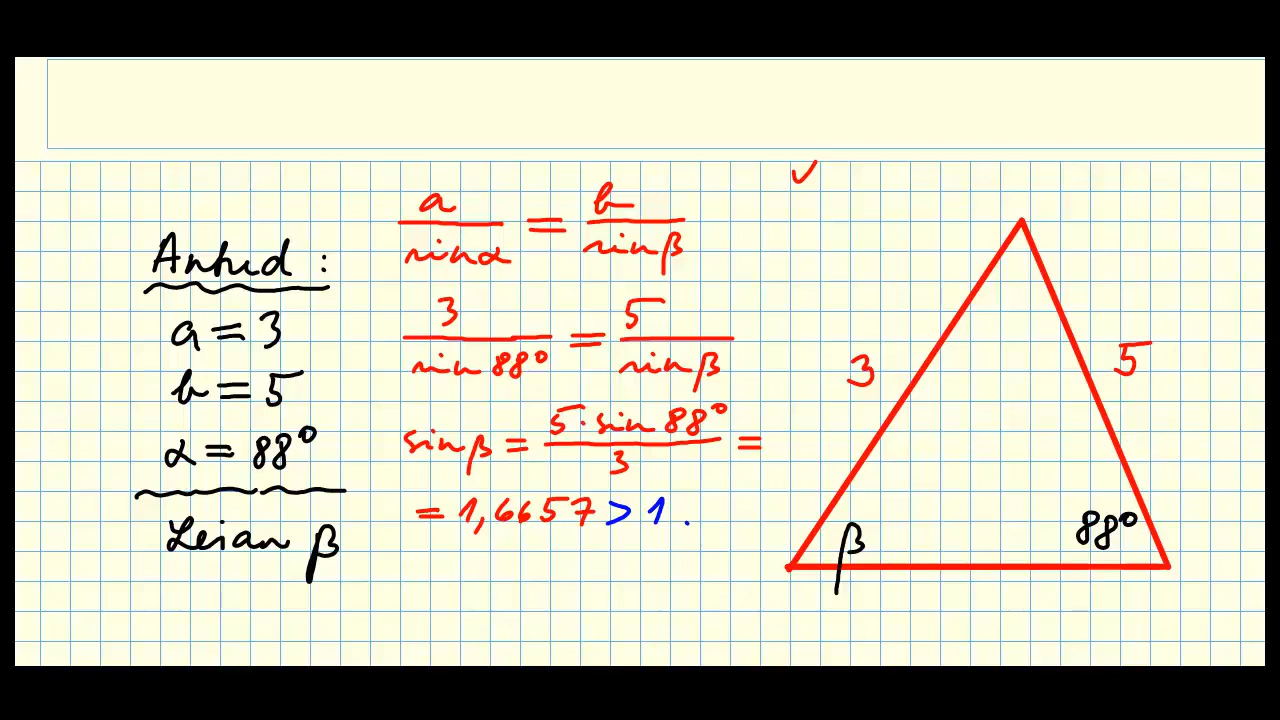 Antud :
a = 3
b = 5
α = 88°
Leian β
a / sin α = b / sin β
3 / sin 88° = 5 / sin β
sin β = 5 · sin 88° / 3 =
= 1,6657 > 1 .
3
5
β
88°